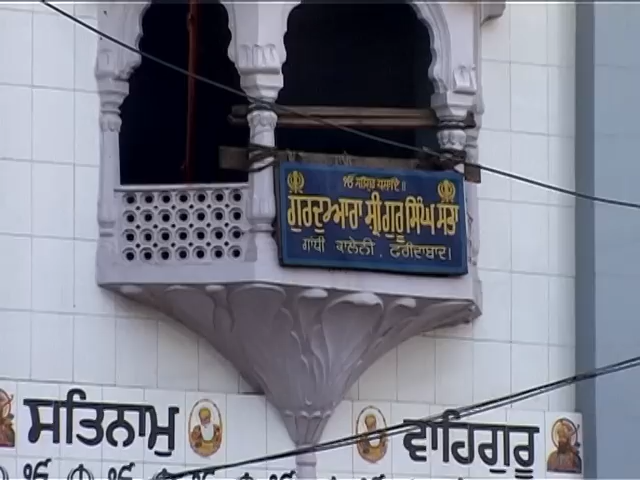 ੴ ਸਤਿਗੁਰ ਪ੍ਰਸਾਦਿ ॥
ਗੁਰਦੁਆਰਾ ਸ੍ਰੀ ਗੁਰੂ ਸਿੰਘ ਸਭਾ
ਗਾਂਧੀ ਕਾਲੋਨੀ , ਫਰੀਦਾਬਾਦ।
ਸਤਿਨਾਮੁ ਵਾਹਿਗੁਰੂ
ੴ ੴ ੴ ੴ